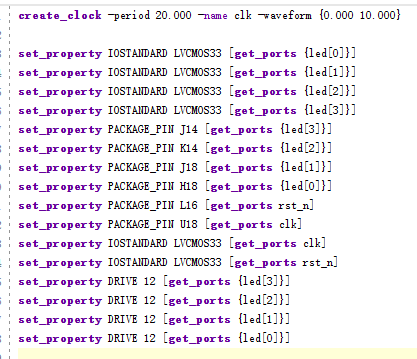 create_clock -period 20.000 -name clk -waveform {0.000 10.000}
set_property IOSTANDARD LVCMOS33 [get_ports {led[0]}]
set_property IOSTANDARD LVCMOS33 [get_ports {led[1]}]
set_property IOSTANDARD LVCMOS33 [get_ports {led[2]}]
set_property IOSTANDARD LVCMOS33 [get_ports {led[3]}]
set_property PACKAGE_PIN J14 [get_ports {led[3]}]
set_property PACKAGE_PIN K14 [get_ports {led[2]}]
set_property PACKAGE_PIN J18 [get_ports {led[1]}]
set_property PACKAGE_PIN H18 [get_ports {led[0]}]
set_property PACKAGE_PIN L16 [get_ports rst_n]
set_property PACKAGE_PIN U18 [get_ports clk]
set_property IOSTANDARD LVCMOS33 [get_ports clk]
set_property IOSTANDARD LVCMOS33 [get_ports rst_n]
set_property DRIVE 12 [get_ports {led[3]}]
set_property DRIVE 12 [get_ports {led[2]}]
set_property DRIVE 12 [get_ports {led[1]}]
set_property DRIVE 12 [get_ports {led[0]}]